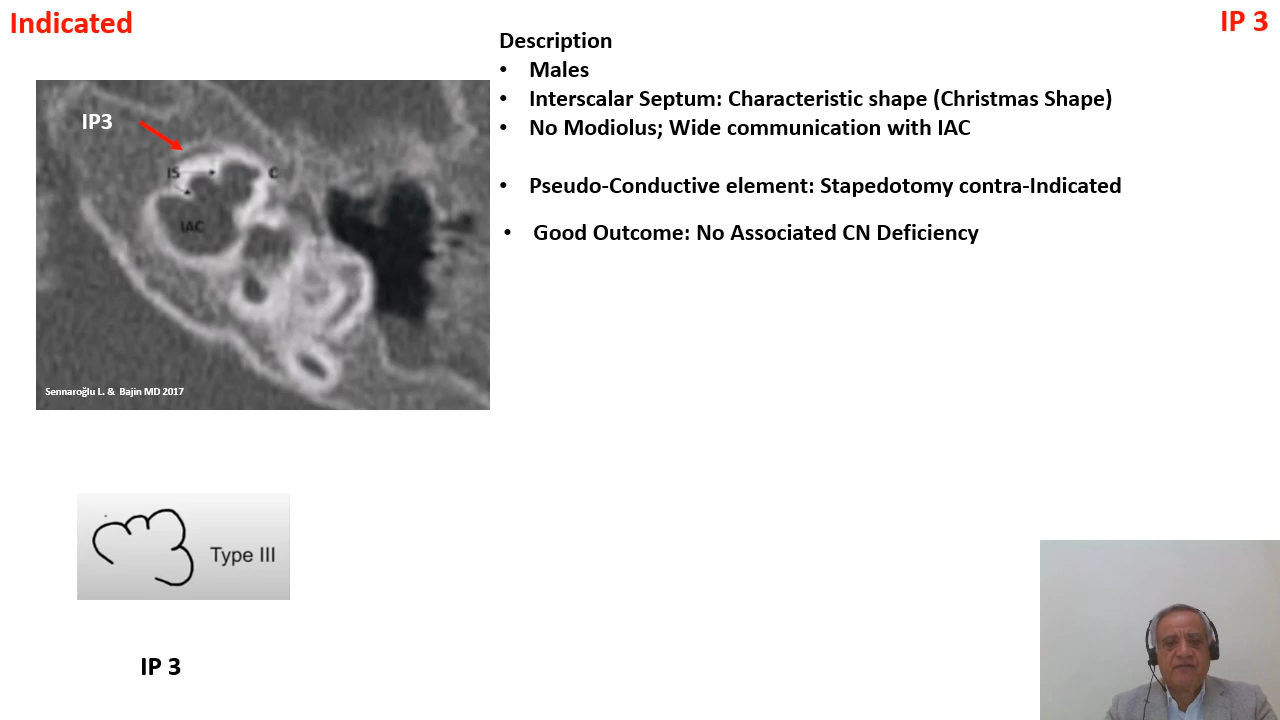 Indicated
IP 3
Description
• Males
• Interscalar Septum: Characteristic shape (Christmas Shape)
• No Modiolus; Wide communication with IAC
• Pseudo-Conductive element: Stapedotomy contra-Indicated
• Good Outcome: No Associated CN Deficiency
IP3
IS
C
IAC
Sennaroğlu L. & Bajin MD 2017
Type III
IP 3